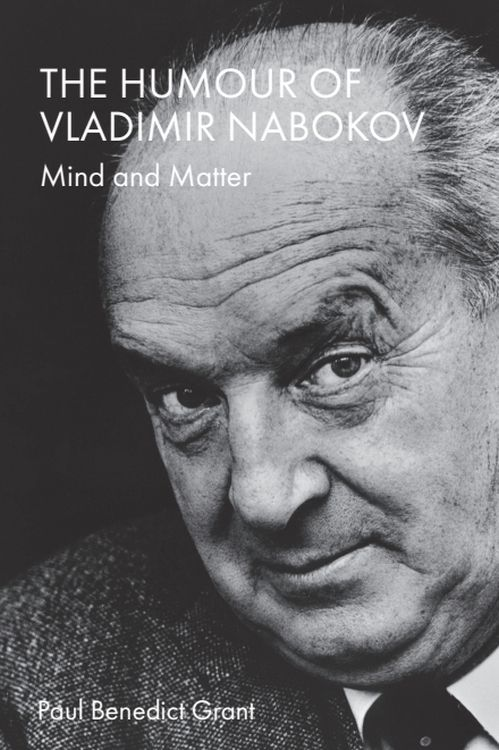 THE HUMOUR OF
VLADIMIR NABOKOV
Mind and Matter
Paul Benedict Grant